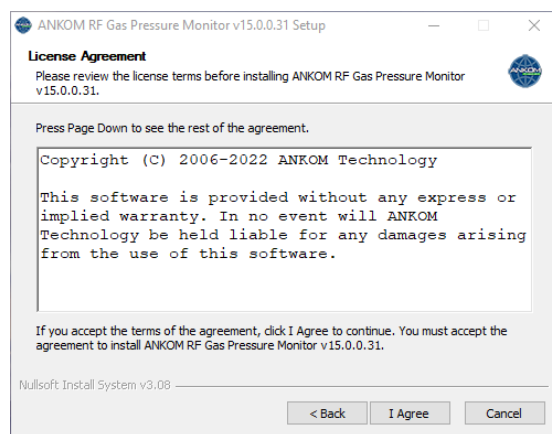 ANKOM RF Gas Pressure Monitor v15.0.0.31 Setup
License Agreement
Please review the license terms before installing ANKOM RF Gas Pressure Monitor
v15.0.0.31.
ANKOM
Press Page Down to see the rest of the agreement.
Copyright (C) 2006-2022 ANKOM Technology
This software is provided without any express or
implied warranty. In no event will ANKOM
Technology be held liable for any damages arising
from the use of this software.
If you accept the terms of the agreement, click I Agree to continue. You must accept the
agreement to install ANKOM RF Gas Pressure Monitor v15.0.0.31.
Nullsoft Install System v3.08
< Back
I Agree
Cancel